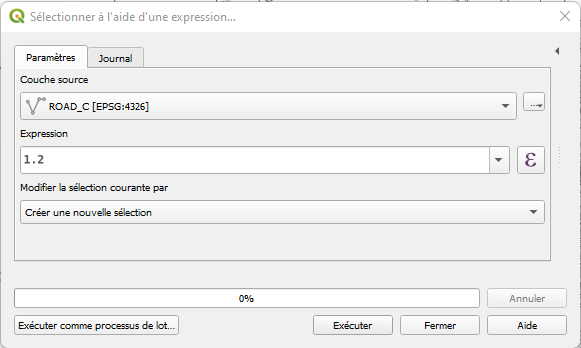 Sélectionner à l'aide d'une expression...
Paramètres
Journal
Couche source
ROAD_C [EPSG:4326]
...
Expression
1.2
ε
Modifier la sélection courante par
Créer une nouvelle sélection
0%
Annuler
Exécuter comme processus de lot...
Exécuter
Fermer
Aide